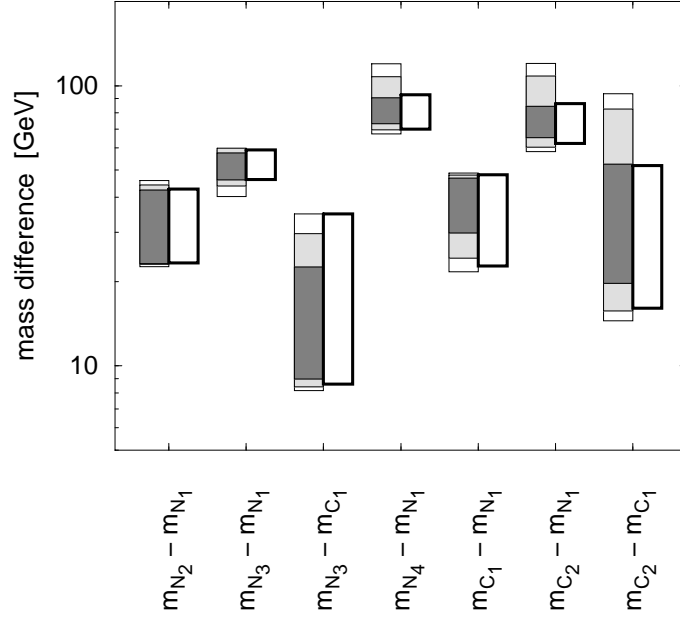 mass difference [GeV]
100
10
m_{N_2} – m_{N_1}
m_{N_3} – m_{N_1}
m_{N_3} – m_{C_1}
m_{N_4} – m_{N_1}
m_{C_1} – m_{N_1}
m_{C_2} – m_{N_1}
m_{C_2} – m_{C_1}